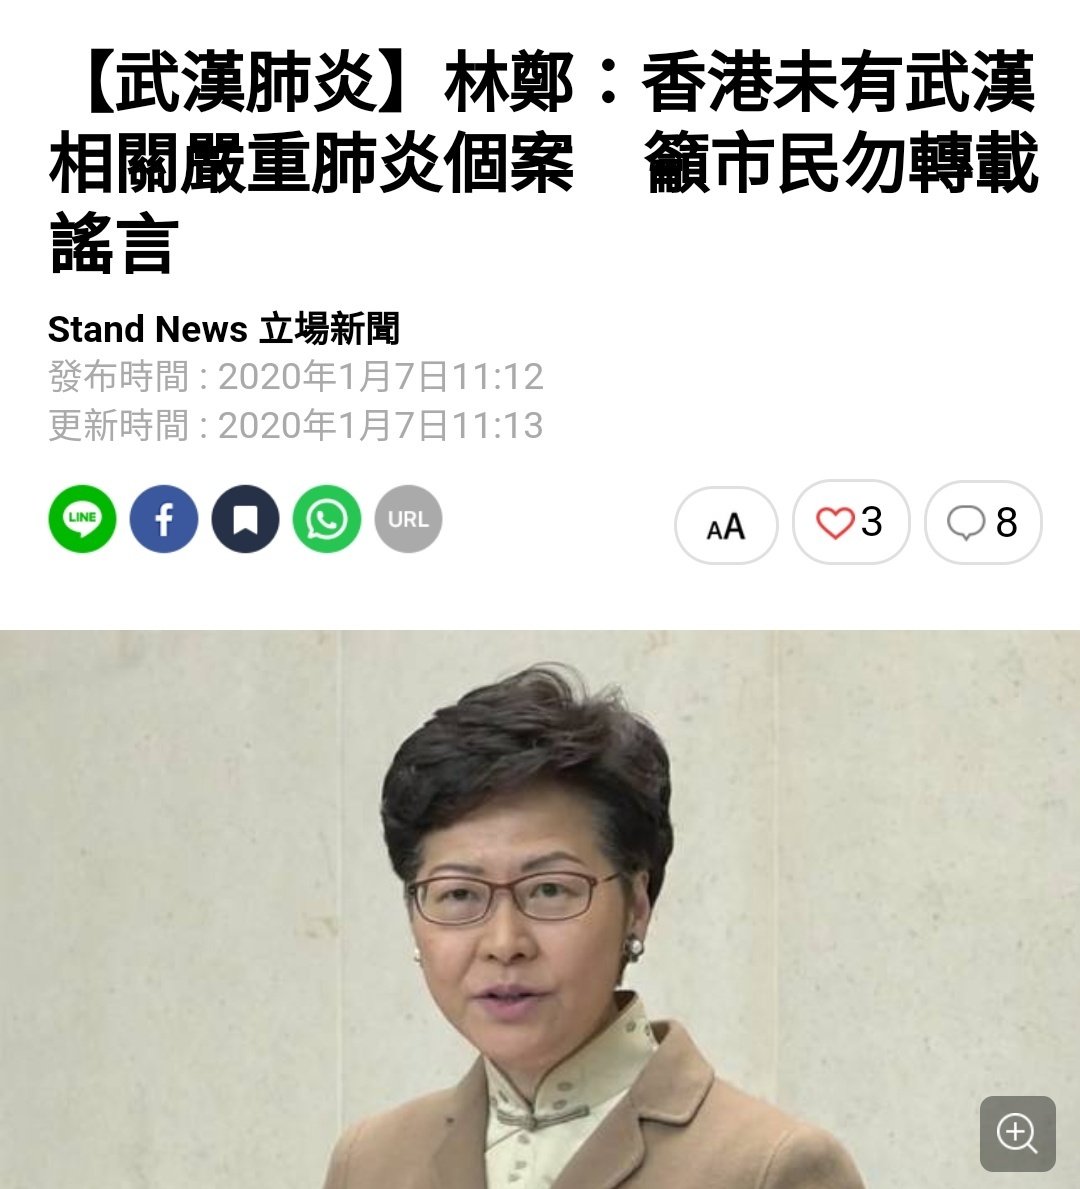 【武漢肺炎】林鄭：香港未有武漢
相關嚴重肺炎個案　籲市民勿轉載
謠言
Stand News 立場新聞
發布時間 : 2020年1月7日11:12
更新時間 : 2020年1月7日11:13
LINE
URL
AA
3
8